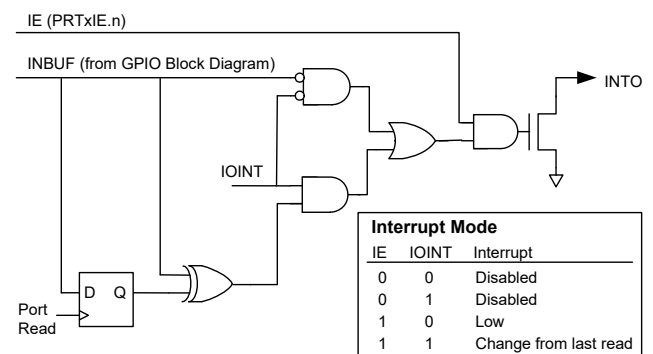 IE (PRTxIE.n)
INBUF (from GPIO Block Diagram)
INTO
IOINT
Interrupt Mode
IE IOINT Interrupt
0 0 Disabled
0 1 Disabled
1 0 Low
1 1 Change from last read
D Q
Port
Read